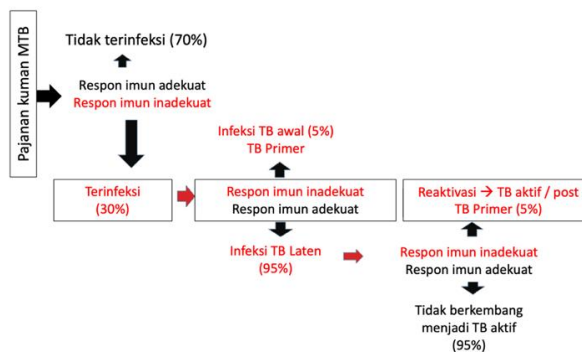 Pajanan kuman MTB
Tidak terinfeksi (70%)
Respon imun adekuat
Respon imun inadekuat
Terinfeksi
(30%)
Infeksi TB awal (5%)
TB Primer
Respon imun inadekuat
Respon imun adekuat
Infeksi TB Laten
(95%)
Reaktivasi → TB aktif / post
TB Primer (5%)
Respon imun inadekuat
Respon imun adekuat
Tidak berkembang
menjadi TB aktif
(95%)